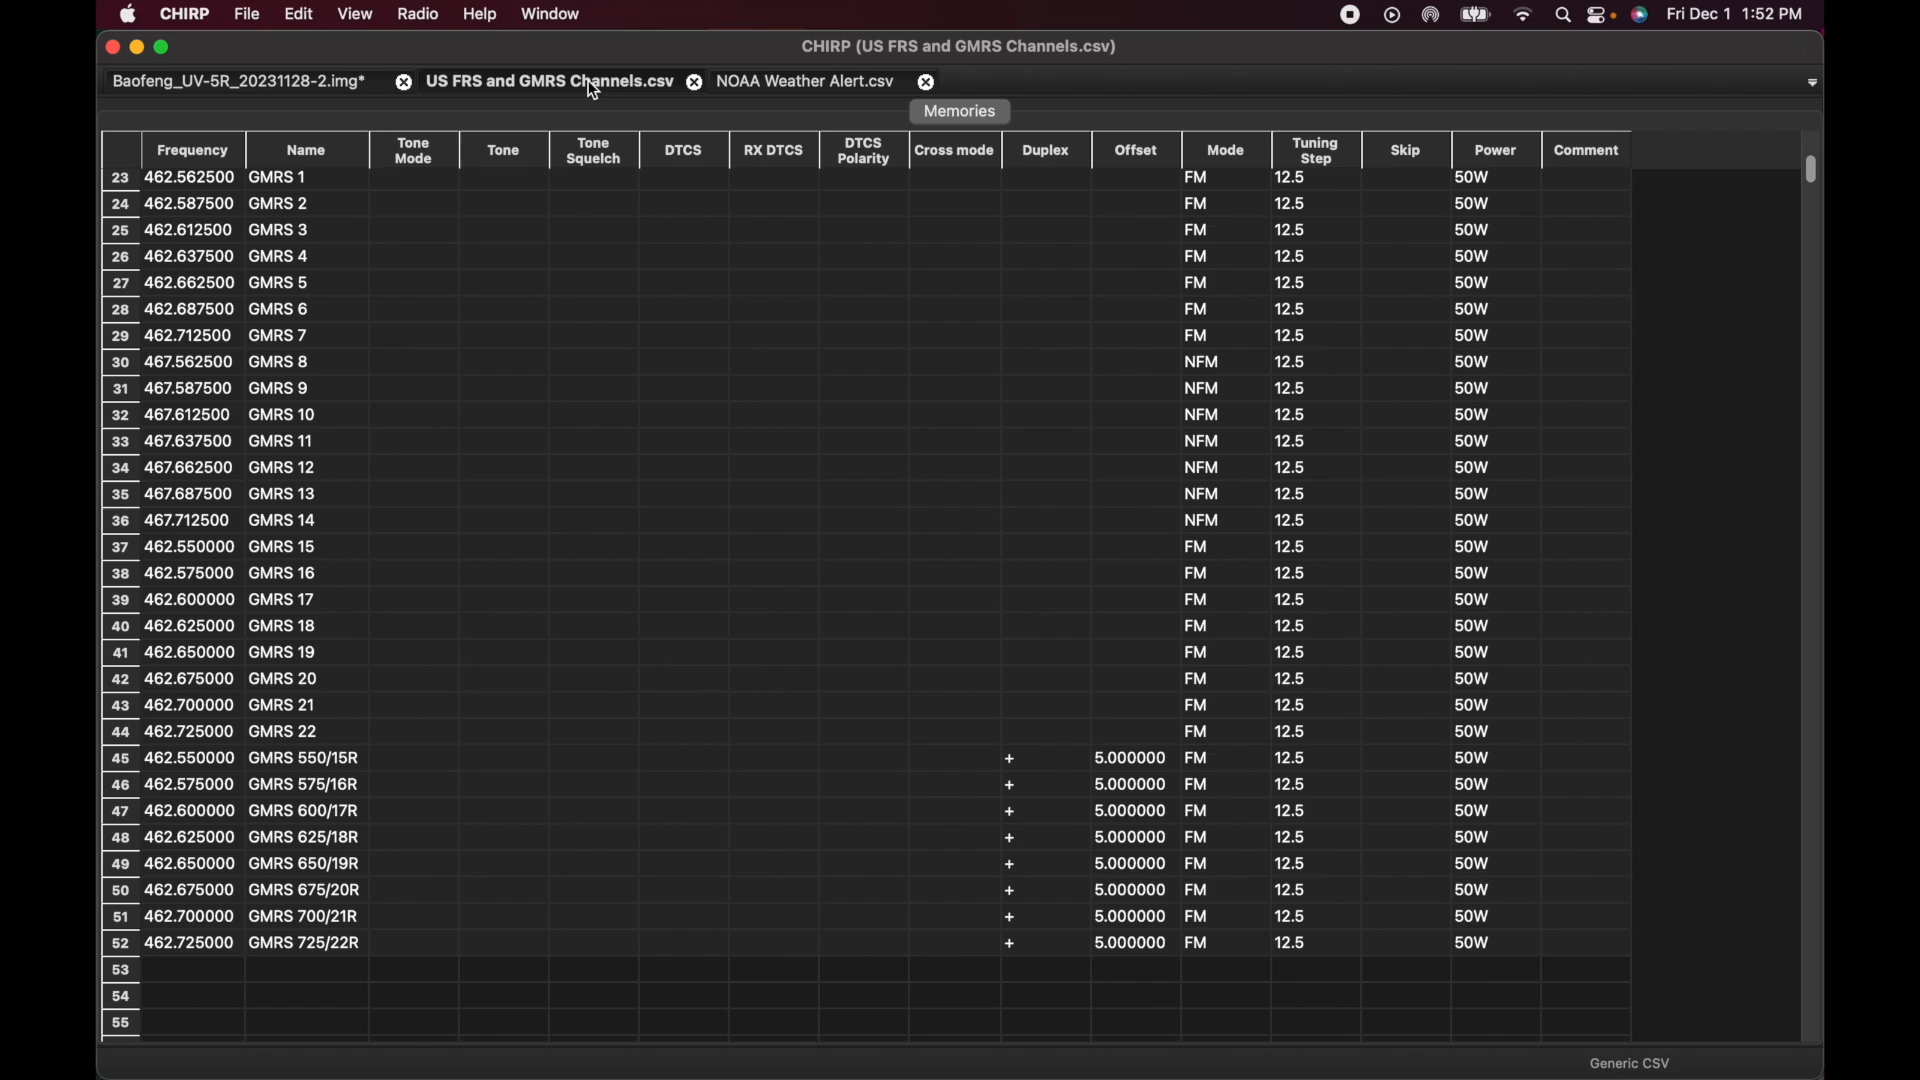 CHIRP File Edit View Radio Help Window Fri Dec 1 1:52 PM
CHIRP (US FRS and GMRS Channels.csv)
Baofeng_UV-5R_20231128-2.img* US FRS and GMRS Channels.csv NOAA Weather Alert.csv
Memories
Frequency Name Tone Mode Tone Tone Squelch DTCS RX DTCS DTCS Polarity Cross mode Duplex Offset Mode Tuning Step Skip Power Comment
23 462.562500 GMRS 1 FM 12.5 50W
24 462.587500 GMRS 2 FM 12.5 50W
25 462.612500 GMRS 3 FM 12.5 50W
26 462.637500 GMRS 4 FM 12.5 50W
27 462.662500 GMRS 5 FM 12.5 50W
28 462.687500 GMRS 6 FM 12.5 50W
29 462.712500 GMRS 7 FM 12.5 50W
30 467.562500 GMRS 8 NFM 12.5 50W
31 467.587500 GMRS 9 NFM 12.5 50W
32 467.612500 GMRS 10 NFM 12.5 50W
33 467.637500 GMRS 11 NFM 12.5 50W
34 467.662500 GMRS 12 NFM 12.5 50W
35 467.687500 GMRS 13 NFM 12.5 50W
36 467.712500 GMRS 14 NFM 12.5 50W
37 462.550000 GMRS 15 FM 12.5 50W
38 462.575000 GMRS 16 FM 12.5 50W
39 462.600000 GMRS 17 FM 12.5 50W
40 462.625000 GMRS 18 FM 12.5 50W
41 462.650000 GMRS 19 FM 12.5 50W
42 462.675000 GMRS 20 FM 12.5 50W
43 462.700000 GMRS 21 FM 12.5 50W
44 462.725000 GMRS 22 FM 12.5 50W
45 462.550000 GMRS 550/15R + 5.000000 FM 12.5 50W
46 462.575000 GMRS 575/16R + 5.000000 FM 12.5 50W
47 462.600000 GMRS 600/17R + 5.000000 FM 12.5 50W
48 462.625000 GMRS 625/18R + 5.000000 FM 12.5 50W
49 462.650000 GMRS 650/19R + 5.000000 FM 12.5 50W
50 462.675000 GMRS 675/20R + 5.000000 FM 12.5 50W
51 462.700000 GMRS 700/21R + 5.000000 FM 12.5 50W
52 462.725000 GMRS 725/22R + 5.000000 FM 12.5 50W
53
54
55
Generic CSV